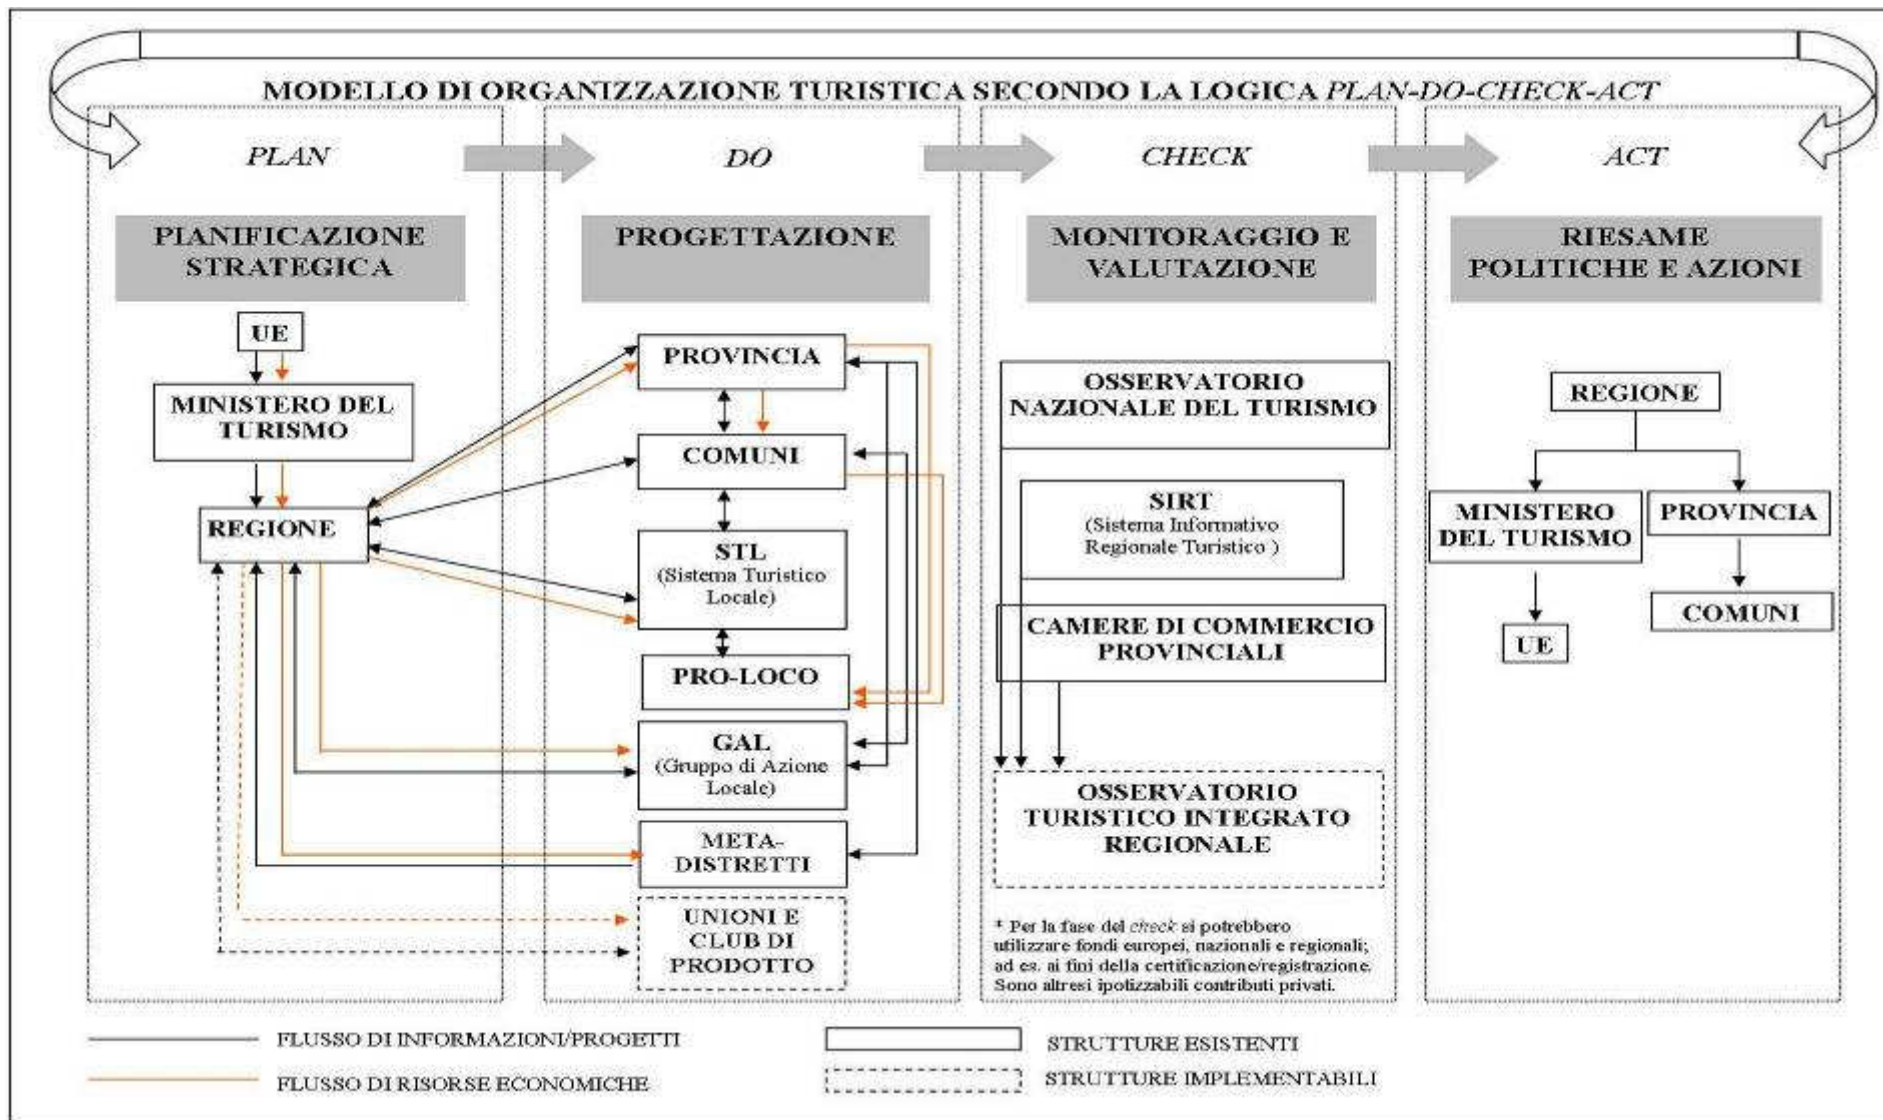 MODELLO DI ORGANIZZAZIONE TURISTICA SECONDO LA LOGICA PLAN-DO-CHECK-ACT
PLAN
PIANIFICAZIONE
STRATEGICA
UE
MINISTERO DEL
TURISMO
REGIONE
DO
PROGETTAZIONE
PROVINCIA
COMUNI
STL
(Sistema Turistico
Locale)
PRO-LOCO
GAL
(Gruppo di Azione
Locale)
META-
DISTRETTI
UNIONI E
CLUB DI
PRODOTTO
CHECK
MONITORAGGIO E
VALUTAZIONE
OSSERVATORIO
NAZIONALE DEL TURISMO
SIRT
(Sistema Informativo
Regionale Turistico )
CAMERE DI COMMERCIO
PROVINCIALI
OSSERVATORIO
TURISTICO INTEGRATO
REGIONALE
* Per la fase del check si potrebbero
utilizzare fondi europei, nazionali e regionali;
ad es. ai fini della certificazione/registrazione.
Sono altresi ipotizzabili contributi privati.
ACT
RIESAME
POLITICHE E AZIONI
REGIONE
MINISTERO
DEL TURISMO
PROVINCIA
COMUNI
UE
FLUSSO DI INFORMAZIONI/PROGETTI
FLUSSO DI RISORSE ECONOMICHE
STRUTTURE ESISTENTI
STRUTTURE IMPLEMENTABILI